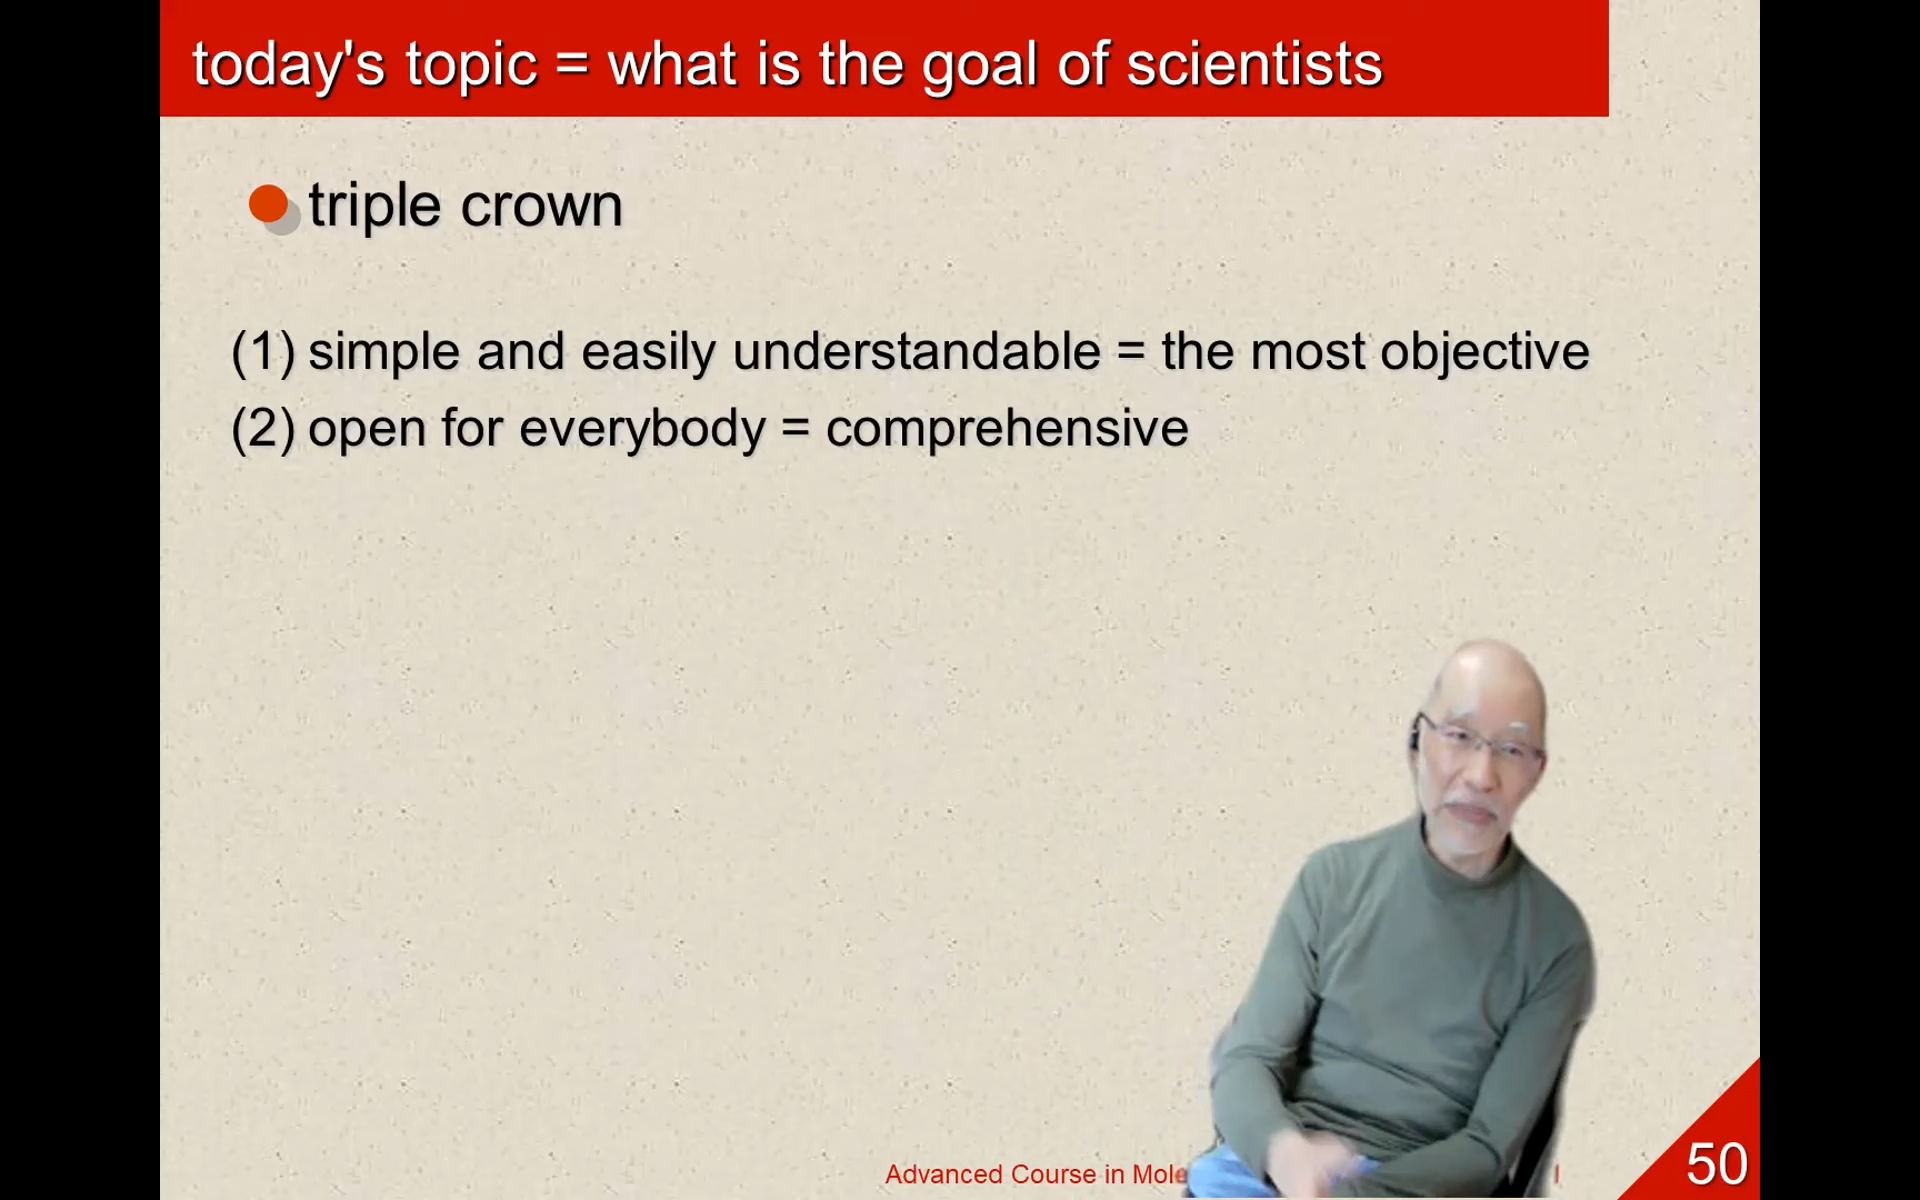 today's topic = what is the goal of scientists
triple crown
(1) simple and easily understandable = the most objective
(2) open for everybody = comprehensive
Advanced Course in
50